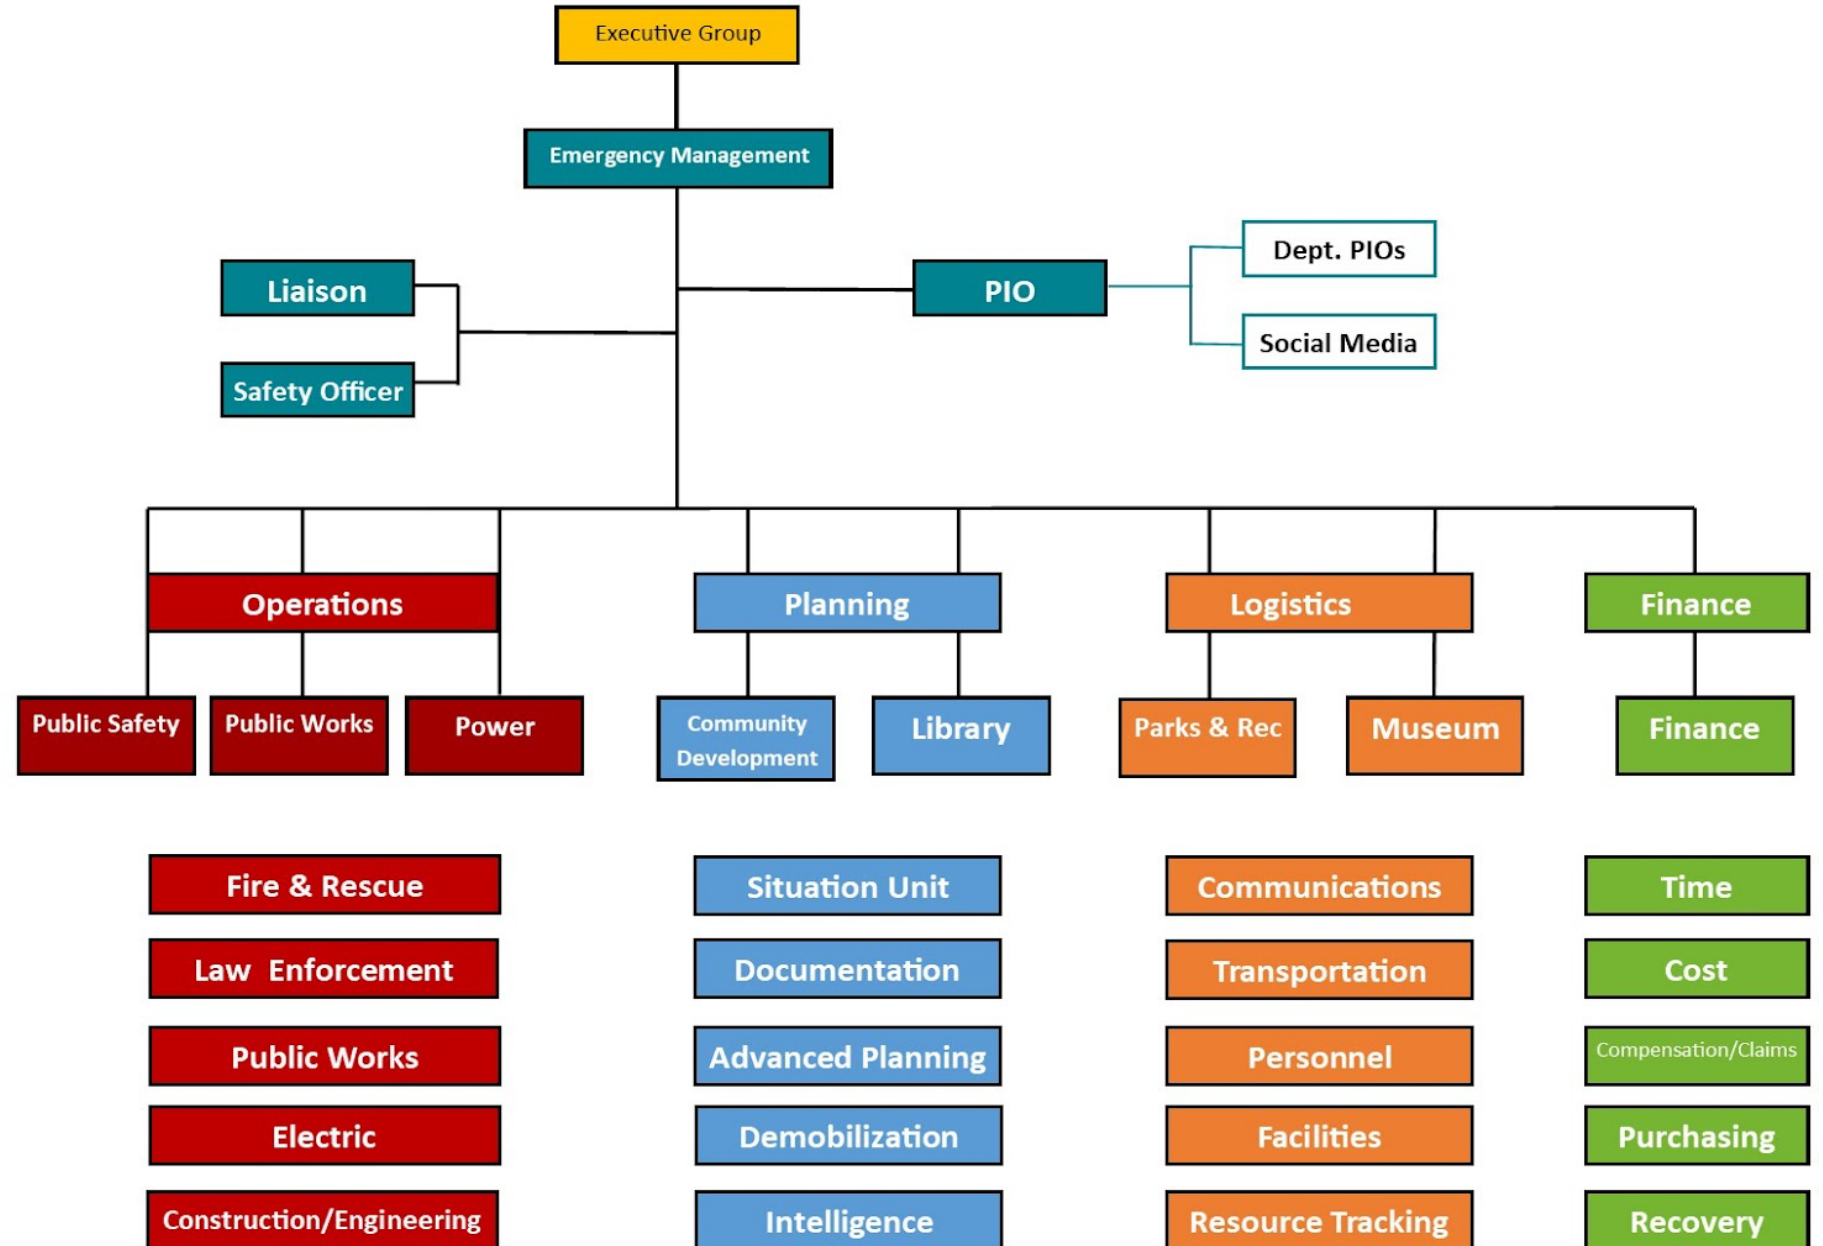 Executive Group
Emergency Management
Dept. PIOs
Liaison
PIO
Social Media
Safety Officer
Operations
Planning
Logistics
Finance
Public Safety
Public Works
Power
Community
Development
Library
Parks & Rec
Museum
Finance
Fire & Rescue
Situation Unit
Communications
Time
Law Enforcement
Documentation
Transportation
Cost
Public Works
Advanced Planning
Personnel
Compensation/Claims
Electric
Demobilization
Facilities
Purchasing
Construction/Engineering
Intelligence
Resource Tracking
Recovery